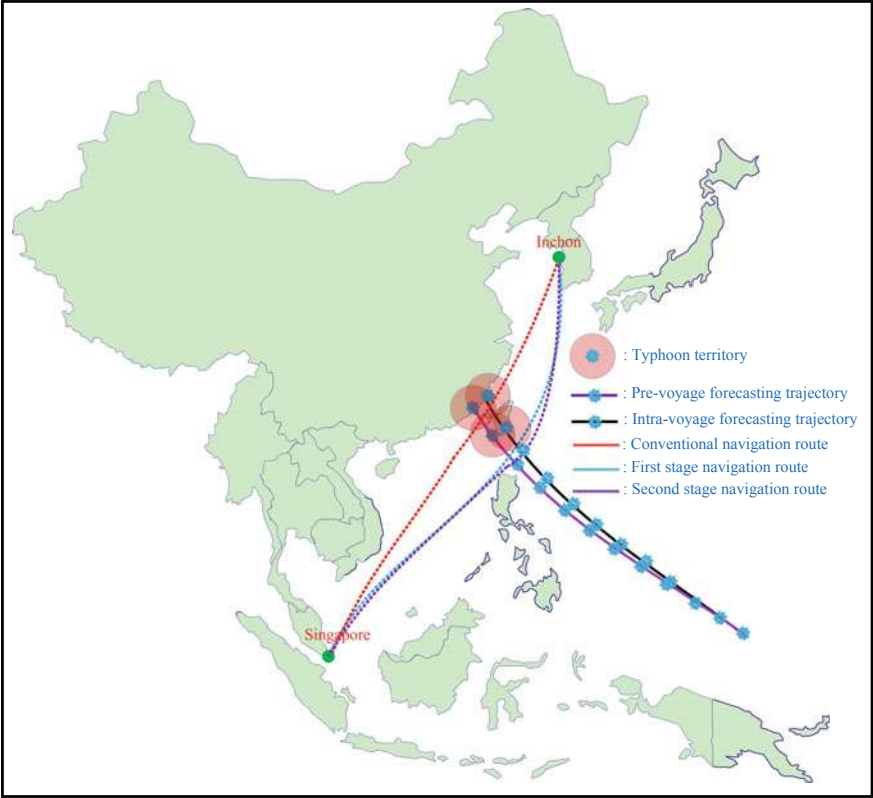 Inchon
: Typhoon territory
: Pre-voyage forecasting trajectory
: Intra-voyage forecasting trajectory
: Conventional navigation route
: First stage navigation route
: Second stage navigation route
Singapore